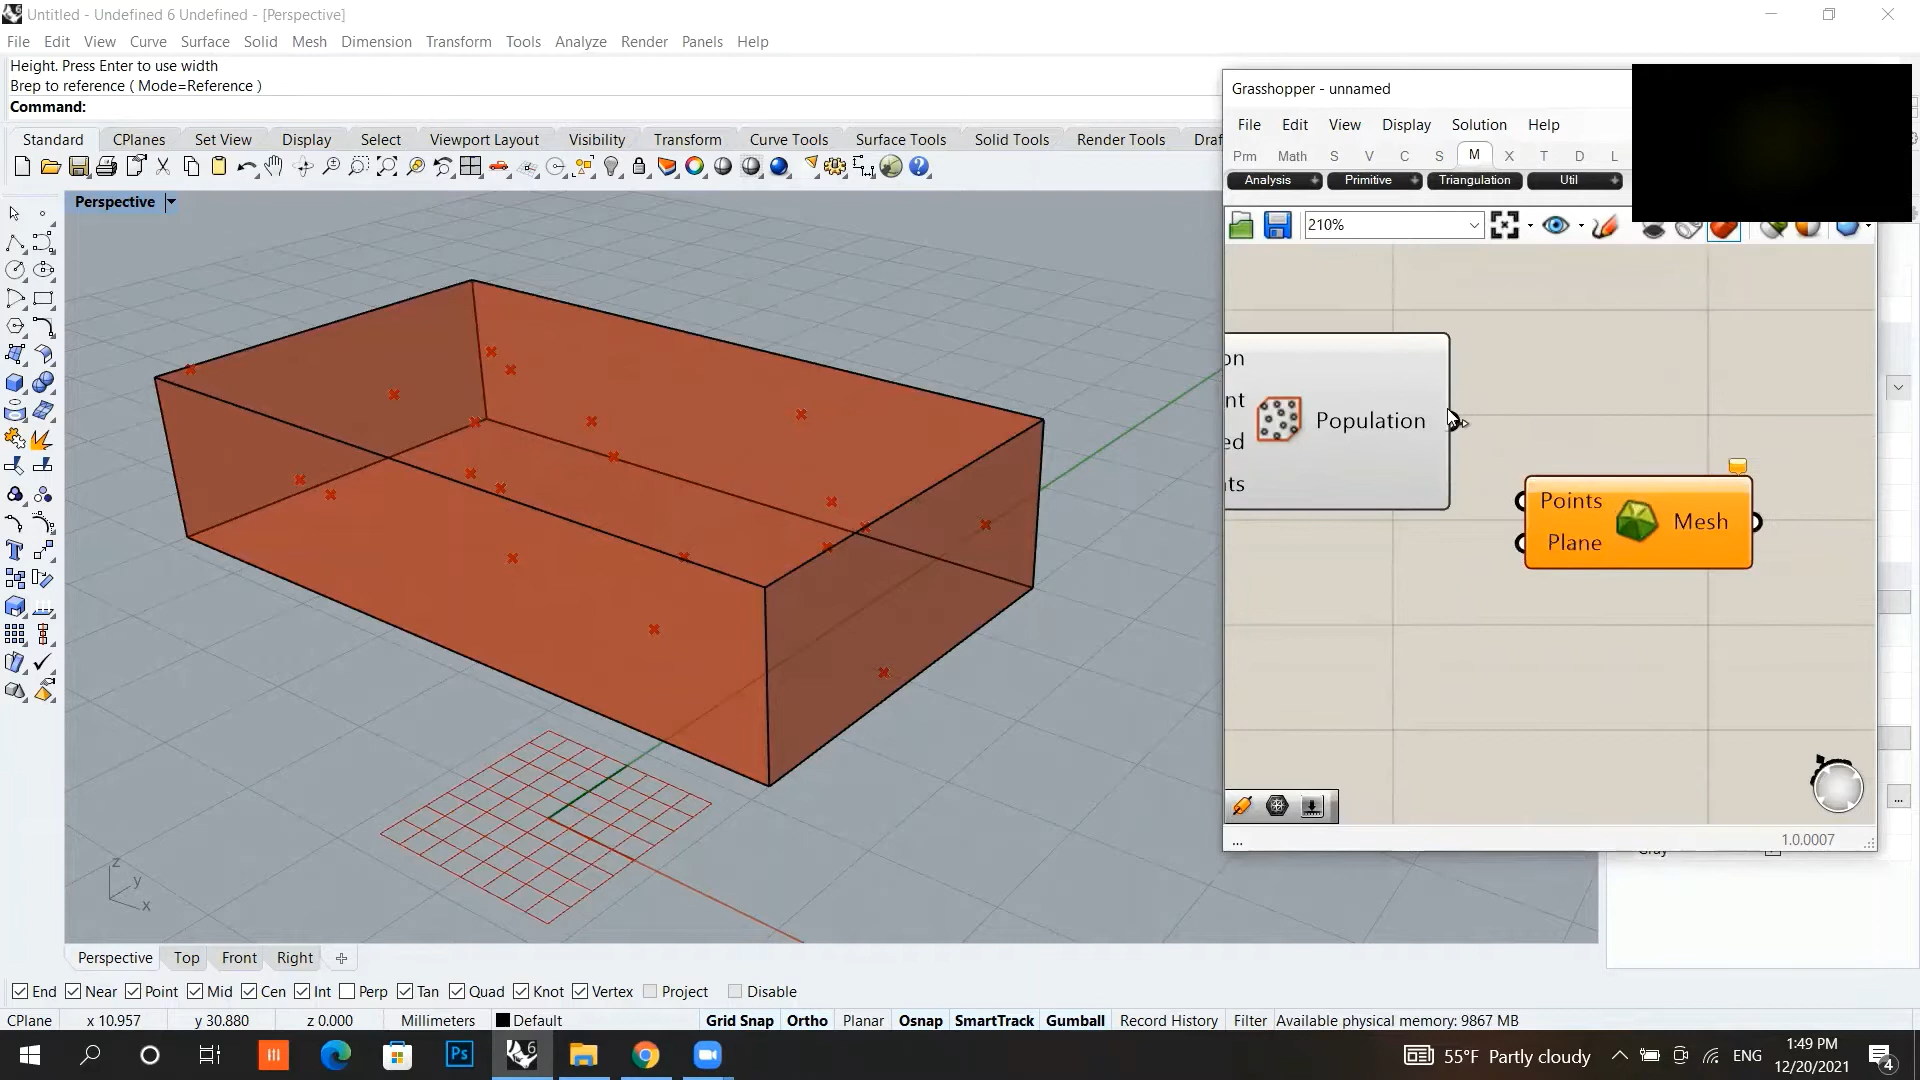 Untitled - Undefined 6 Undefined - [Perspective]
File Edit View Curve Surface Solid Mesh Dimension Transform Tools Analyze Render Panels Help
Height. Press Enter to use width
Brep to reference ( Mode=Reference )
Command:
Standard CPlanes Set View Display Select Viewport Layout Visibility Transform Curve Tools Surface Tools Solid Tools Mesh Tools Render Tools Draf
Perspective
Grasshopper - unnamed
File Edit View Display Solution Help
Prm Math S V C S M X T D L
Analysis Primitive Triangulation Util
210%
on
nt
ed
ts
Population
Points
Plane
Mesh
...
1.0.0007
z
y
x
Perspective Top Front Right
End Near Point Mid Cen Int Perp Tan Quad Knot Vertex Project Disable
CPlane x 10.957 y 30.880 z 0.000 Millimeters Default Grid Snap Ortho Planar Osnap SmartTrack Gumball Record History Filter Available physical memory: 9867 MB
Ps
6
55°F Partly cloudy
ENG
1:49 PM
12/20/2021
4